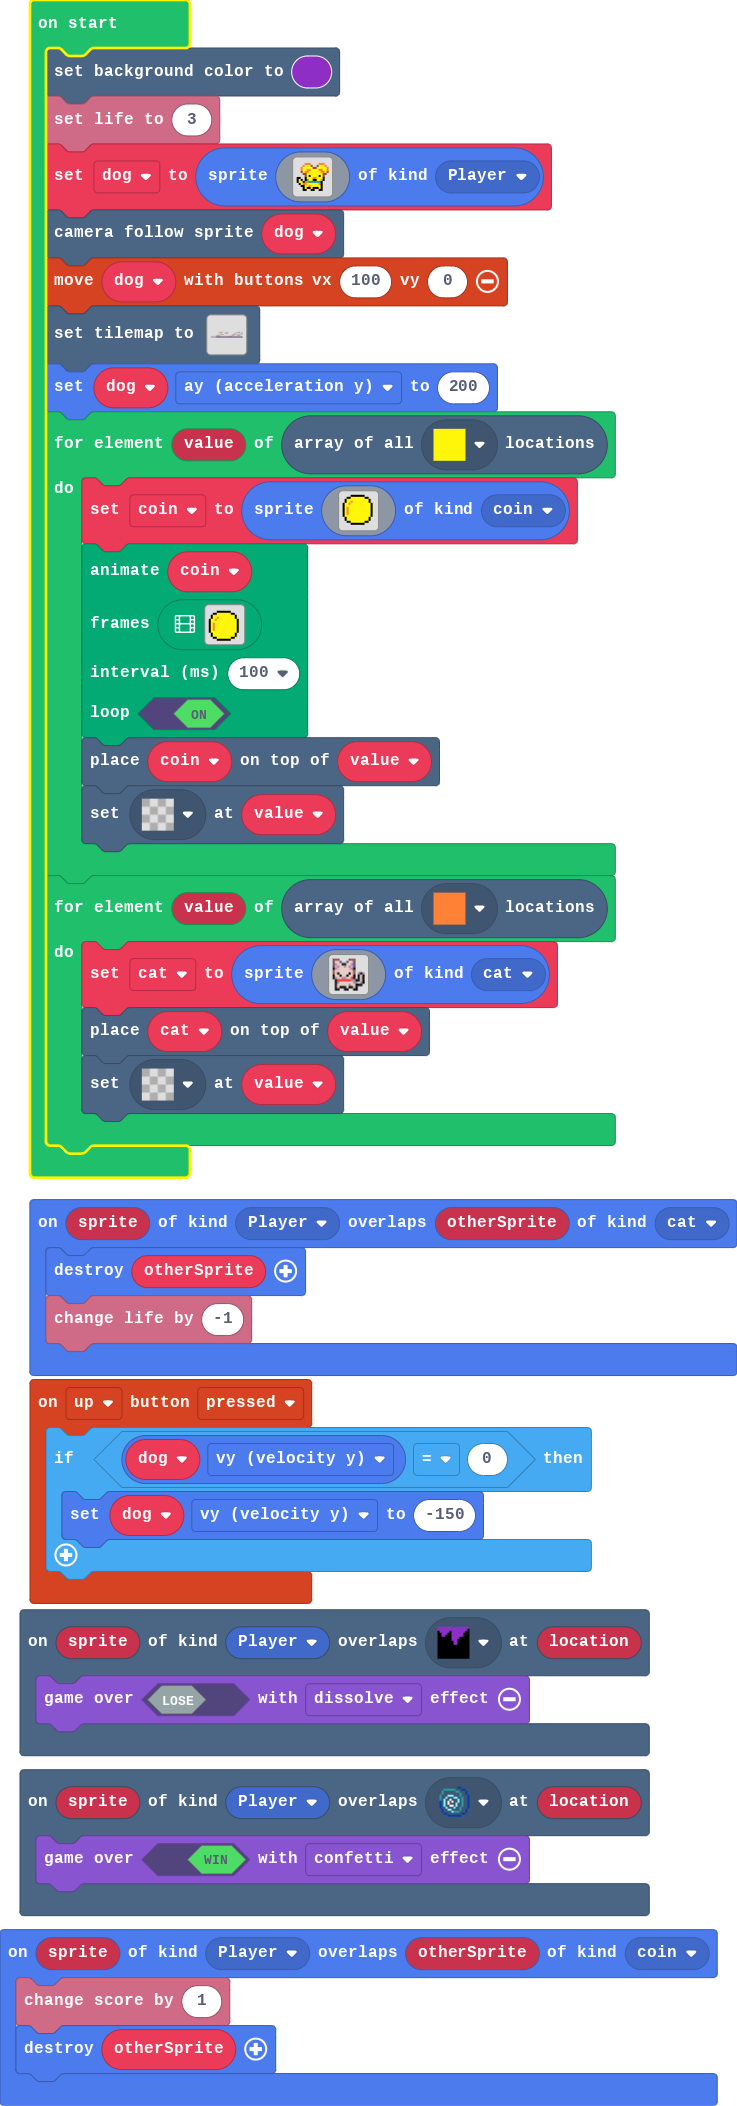 on start
set background color to
set life to 3
set dog to sprite of kind Player
camera follow sprite dog
move dog with buttons vx 100 vy 0
set tilemap to
set dog ay (acceleration y) to 200
for element value of array of all locations
do
set coin to sprite of kind coin
animate coin
frames
interval (ms) 100
loop ON
place coin on top of value
set at value
for element value of array of all locations
do
set cat to sprite of kind cat
place cat on top of value
set at value
on sprite of kind Player overlaps otherSprite of kind cat
destroy otherSprite
change life by -1
on up button pressed
if dog vy (velocity y) = 0 then
set dog vy (velocity y) to -150
on sprite of kind Player overlaps at location
game over LOSE with dissolve effect
on sprite of kind Player overlaps at location
game over WIN with confetti effect
on sprite of kind Player overlaps otherSprite of kind coin
change score by 1
destroy otherSprite